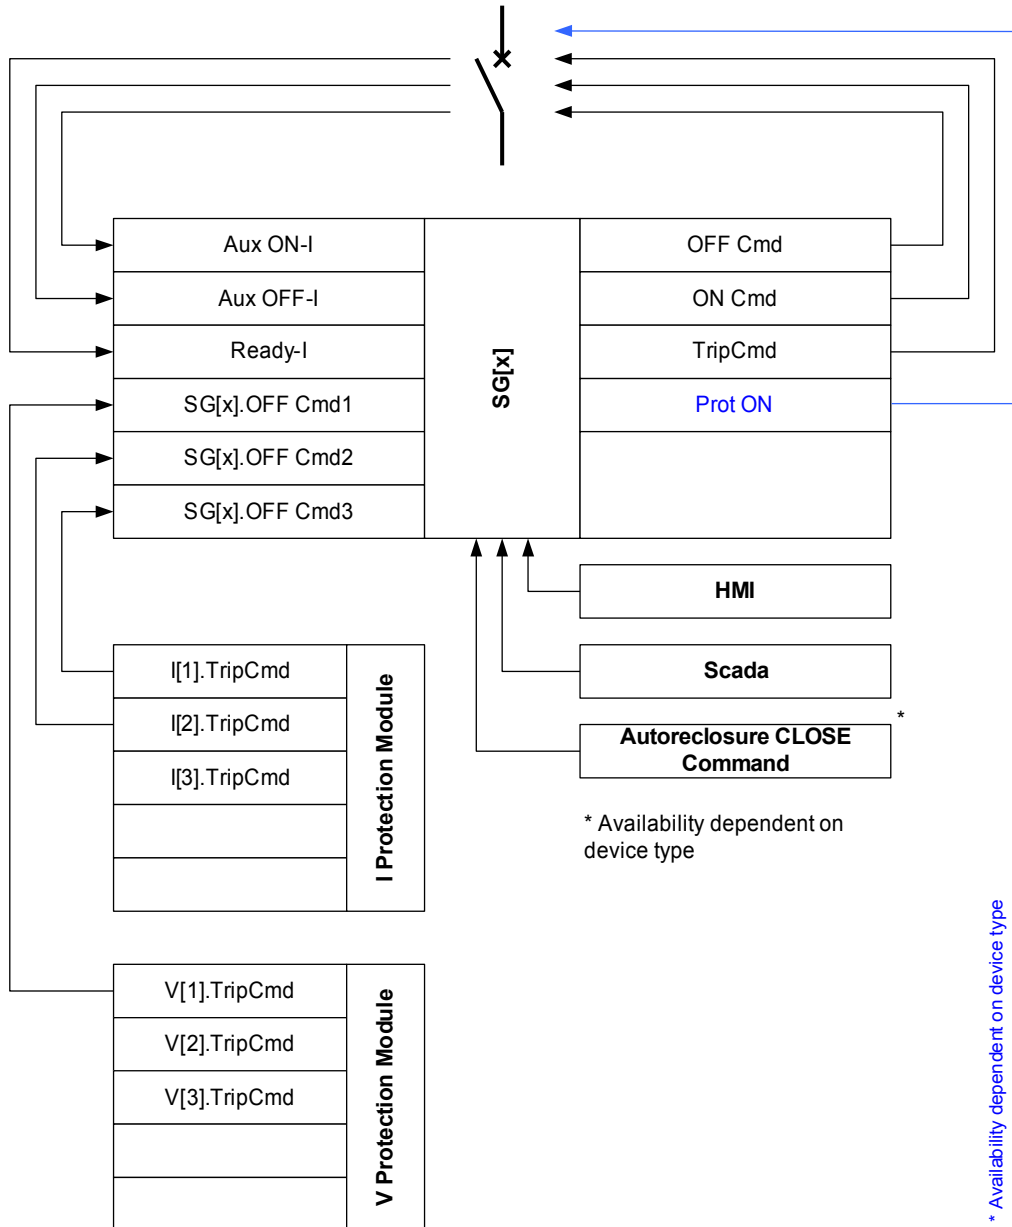 Aux ON-I
Aux OFF-I
Ready-I
SG[x].OFF Cmd1
SG[x].OFF Cmd2
SG[x].OFF Cmd3
SG[x]
OFF Cmd
ON Cmd
TripCmd
Prot ON
HMI
Scada
*
Autoreclosure CLOSE
Command
* Availability dependent on
device type
I[1].TripCmd
I[2].TripCmd
I[3].TripCmd
I Protection Module
V[1].TripCmd
V[2].TripCmd
V[3].TripCmd
V Protection Module
* Availability dependent on device type